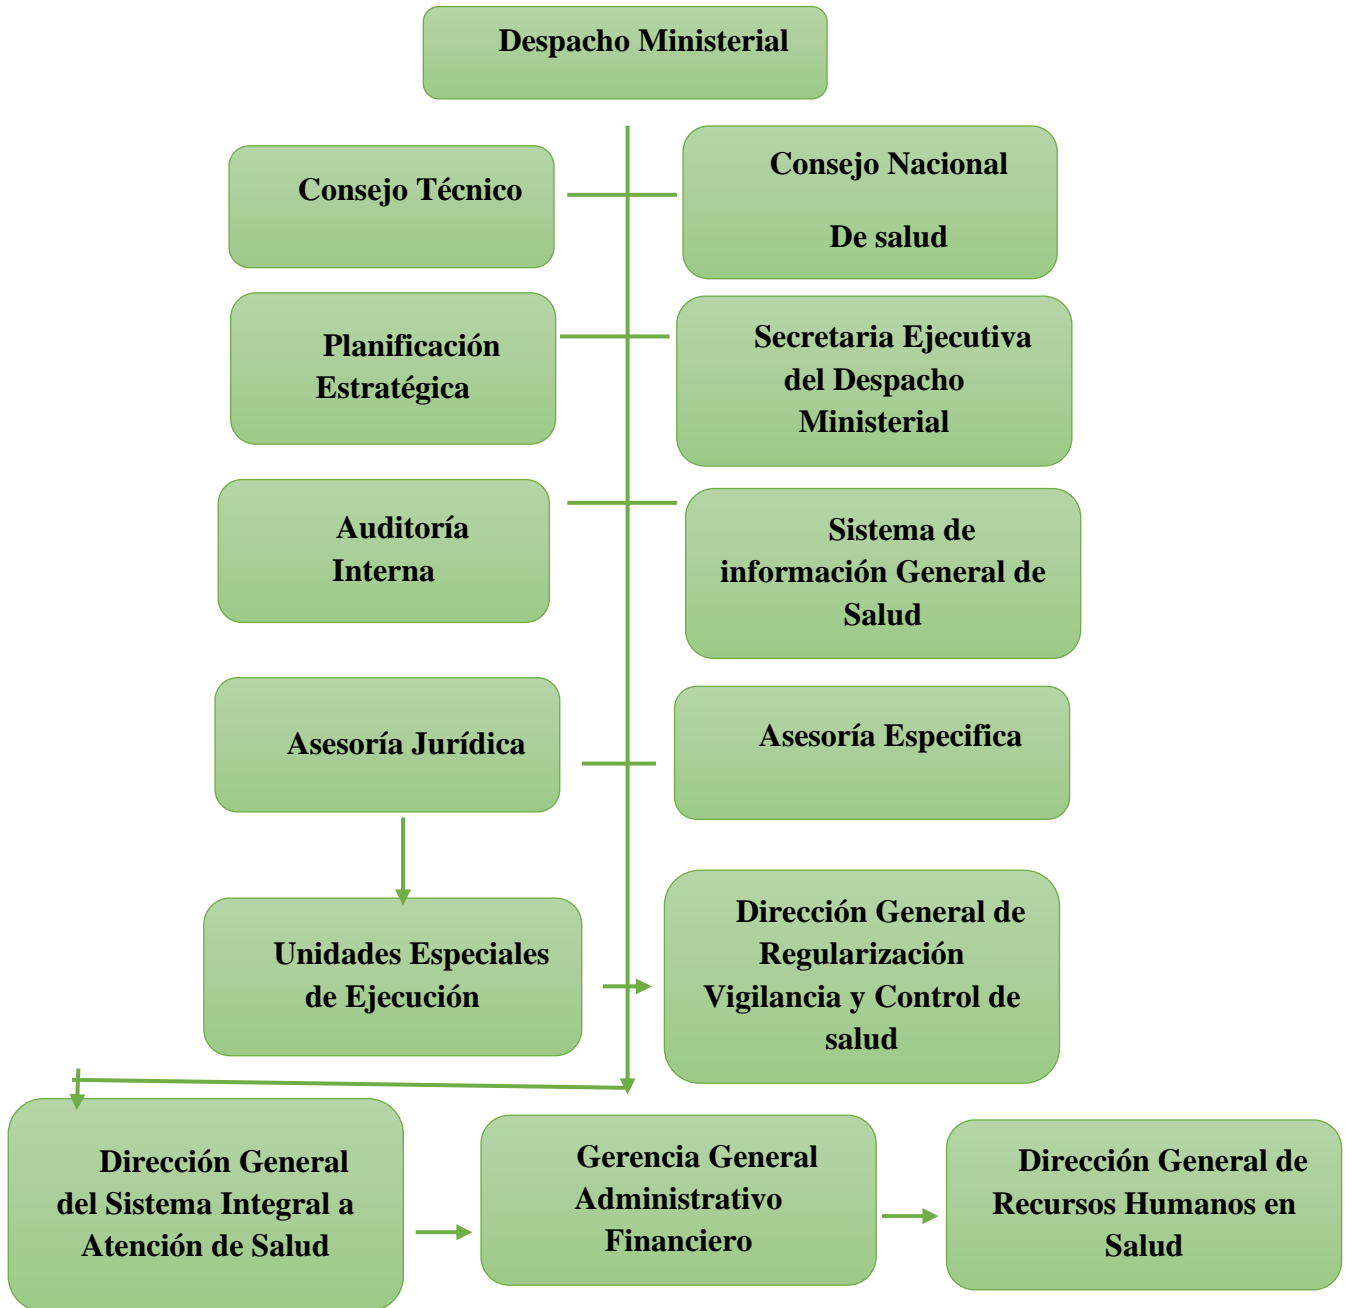 Despacho Ministerial
Consejo Técnico
Consejo Nacional
De salud
Planificación
Estratégica
Secretaria Ejecutiva
del Despacho
Ministerial
Auditoría
Interna
Sistema de
información General de
Salud
Asesoría Jurídica
Asesoría Especifica
Unidades Especiales
de Ejecución
Dirección General de
Regularización
Vigilancia y Control de
salud
Dirección General
del Sistema Integral a
Atención de Salud
Gerencia General
Administrativo
Financiero
Dirección General de
Recursos Humanos en
Salud